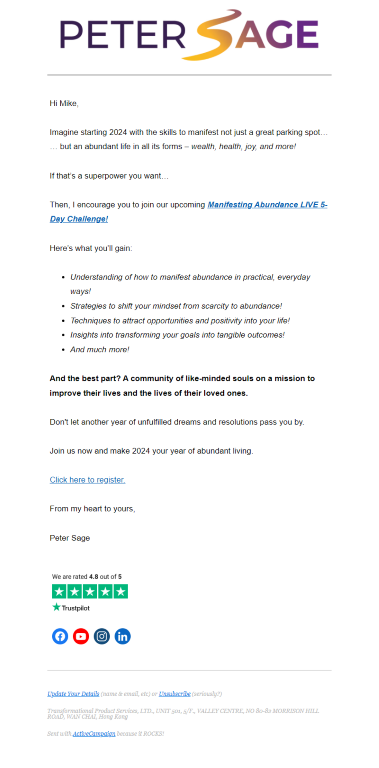 PETER SAGE
Hi Mike,
Imagine starting 2024 with the skills to manifest not just a great parking spot…
… but an abundant life in all its forms – wealth, health, joy, and more!
If that's a superpower you want…
Then, I encourage you to join our upcoming Manifesting Abundance LIVE 5-
Day Challenge!
Here's what you'll gain:
• Understanding of how to manifest abundance in practical, everyday
ways!
• Strategies to shift your mindset from scarcity to abundance!
• Techniques to attract opportunities and positivity into your life!
• Insights into transforming your goals into tangible outcomes!
• And much more!
And the best part? A community of like-minded souls on a mission to
improve their lives and the lives of their loved ones.
Don't let another year of unfulfilled dreams and resolutions pass you by.
Join us now and make 2024 your year of abundant living.
Click here to register.
From my heart to yours,
Peter Sage
We are rated 4.8 out of 5
Trustpilot
Update Your Details (name & email, etc) or Unsubscribe (seriously?)
Transformational Product Services, LTD., UNIT 501, 5/F., VALLEY CENTRE, NO 80-82 MORRISON HILL
ROAD, WAN CHAI, Hong Kong
Sent with ActiveCampaign because it ROCKS!